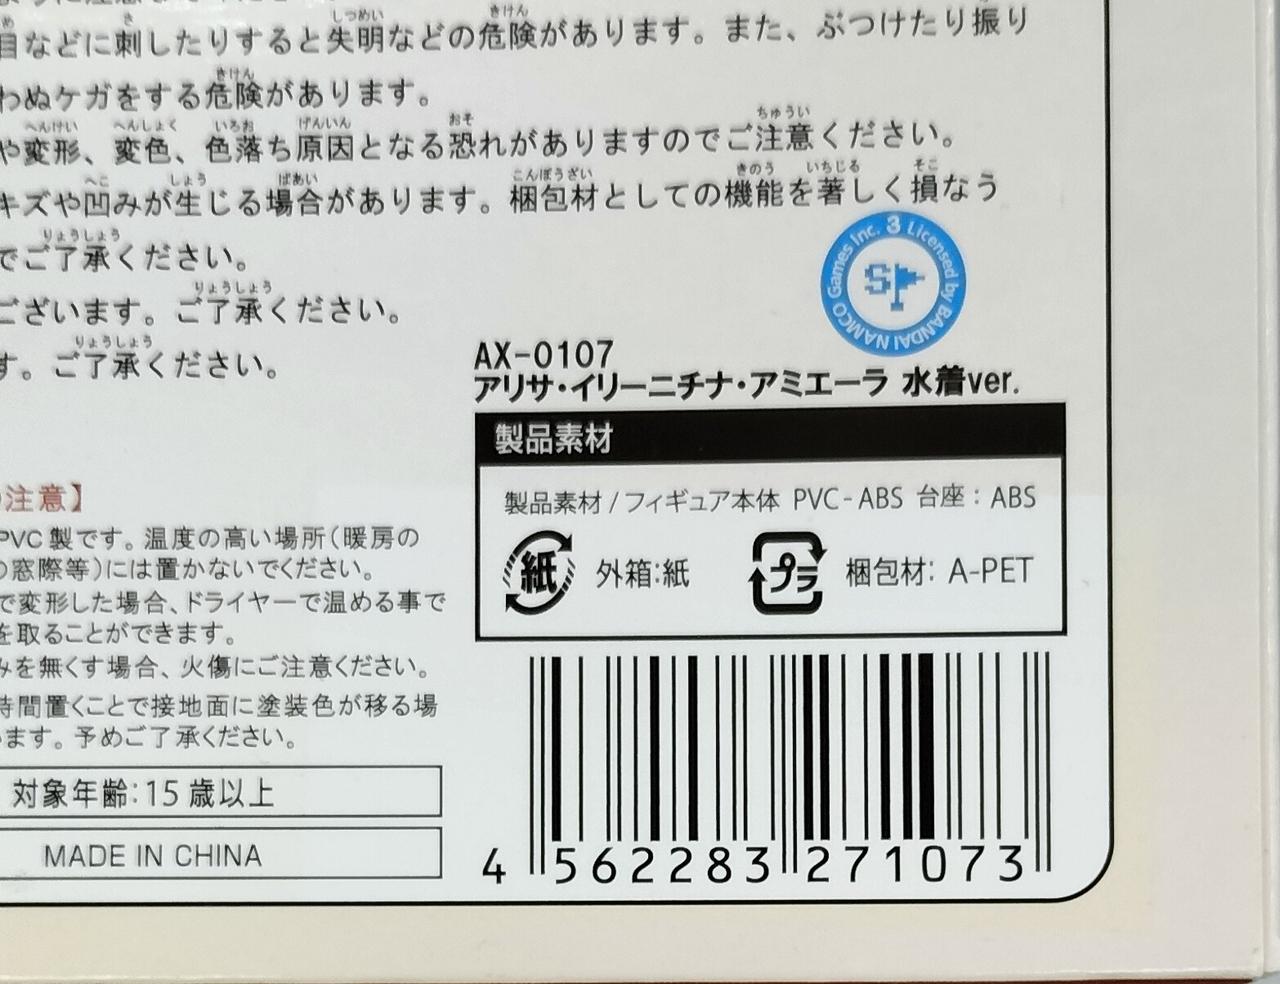 目などに刺したりすると失明などの危険があります。また、ぶつけたり振り
わぬケガをする危険があります。
や変形、変色、色落ち原因となる恐れがありますのでご注意ください。
キズや凹みが生じる場合があります。梱包材としての機能を著しく損なう
でご了承ください。
ございます。ご了承ください。
す。ご了承ください。
Games Inc. 3 Licensed by BANDAI NAMCO
AX-0107
アリサ・イリーニチナ・アミエーラ 水着ver.
製品素材
製品素材/フィギュア本体 PVC-ABS 台座:ABS
紙 外箱:紙 プラ 梱包材: A-PET
注意】
PVC製です。温度の高い場所(暖房の
の窓際等)には置かないでください。
で変形した場合、ドライヤーで温める事で
を取ることができます。
みを無くす場合、火傷にご注意ください。
時間置くことで接地面に塗装色が移る場
います。予めご了承ください。
対象年齢:15歳以上
MADE IN CHINA
4 562283 271073